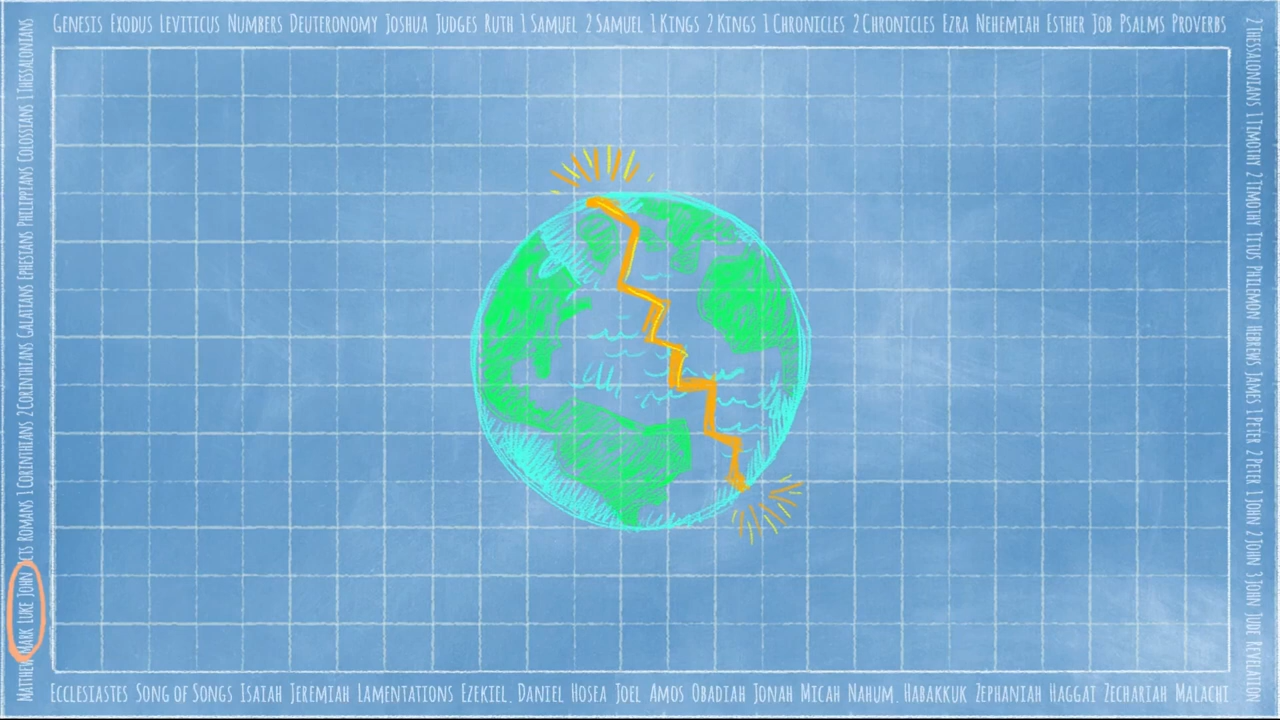 Genesis Exodus Leviticus Numbers Deuteronomy Joshua Judges Ruth 1 Samuel 2 Samuel 1 Kings 2 Kings 1 Chronicles 2 Chronicles Ezra Nehemiah Esther Job Psalms Proverbs
Ecclesiastes Song of Songs Isaiah Jeremiah Lamentations Ezekiel. Daniel Hosea Joel Amos Obadiah Jonah Micah Nahum. Habakkuk Zephaniah Haggai Zechariah Malachi
Matthew Mark Luke John Acts Romans 1 Corinthians 2 Corinthians Galatians Ephesians Philippians Colossians 1 Thessalonians
2 Thessalonians 1 Timothy 2 Timothy Titus Philemon Hebrews James 1 Peter 2 Peter 1 John 2 John 3 John Jude Revelation